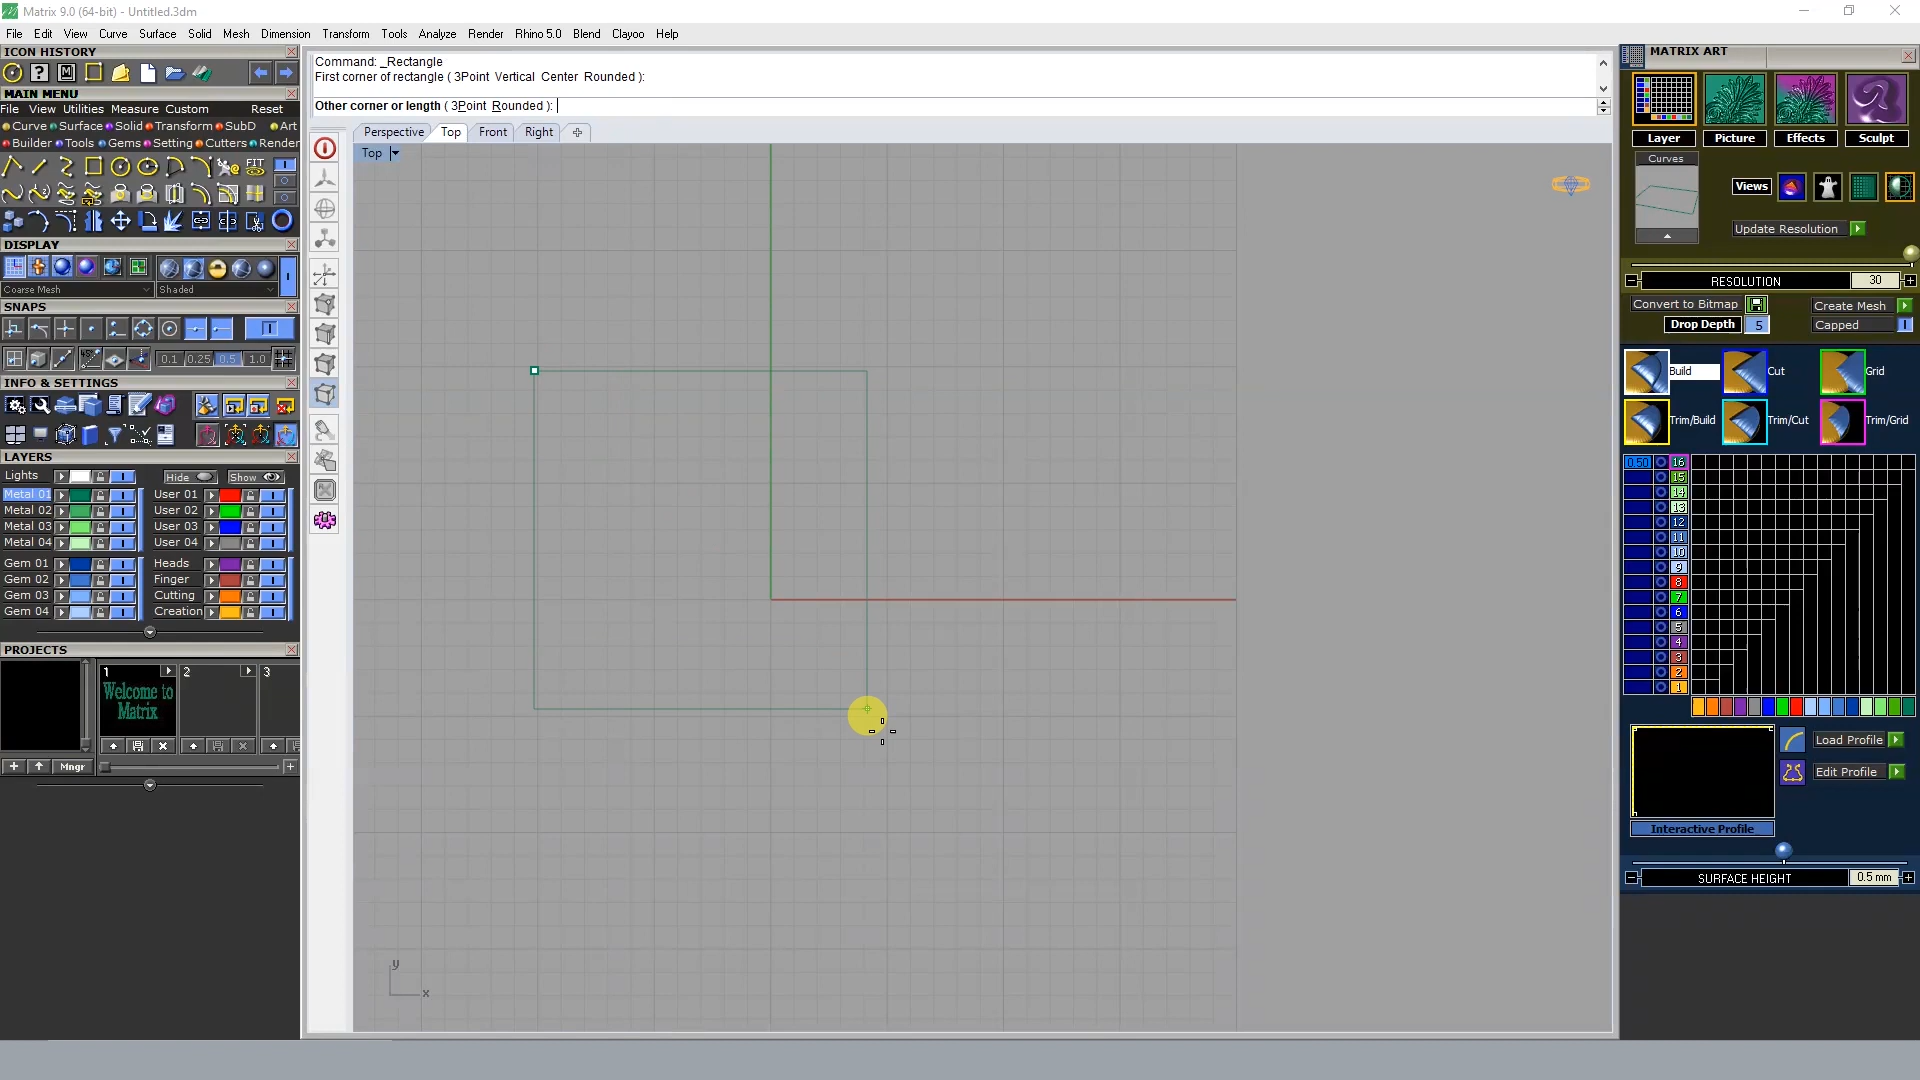 Matrix 9.0 (64-bit) - Untitled.3dm
File Edit View Curve Surface Solid Mesh Dimension Transform Tools Analyze Render Rhino 5.0 Blend Clayoo Help
ICON HISTORY
MAIN MENU
File View Utilities Measure Custom Reset
Curve Surface Solid Transform SubD Art
Builder Tools Gems Setting Cutters Render
FIT
DISPLAY
Coarse Mesh Shaded
SNAPS
0.1 0.25 0.5 1.0
INFO & SETTINGS
LAYERS
Lights Hide Show
Metal 01 User 01
Metal 02 User 02
Metal 03 User 03
Metal 04 User 04
Gem 01 Heads
Gem 02 Finger
Gem 03 Cutting
Gem 04 Creation
PROJECTS
1 2 3
Welcome to
Matrix
Mngr
Command: _Rectangle
First corner of rectangle ( 3Point Vertical Center Rounded ):
Other corner or length ( 3Point Rounded ):
Perspective Top Front Right
Top
y
x
MATRIX ART
Layer Picture Effects Sculpt
Curves
Views
Update Resolution
RESOLUTION 30
Convert to Bitmap Create Mesh
Drop Depth 5 Capped
Build Cut Grid
Trim/Build Trim/Cut Trim/Grid
0.50 16
15
14
13
12
11
10
9
8
7
6
5
4
3
2
1
Load Profile
Edit Profile
Interactive Profile
SURFACE HEIGHT 0.5 mm